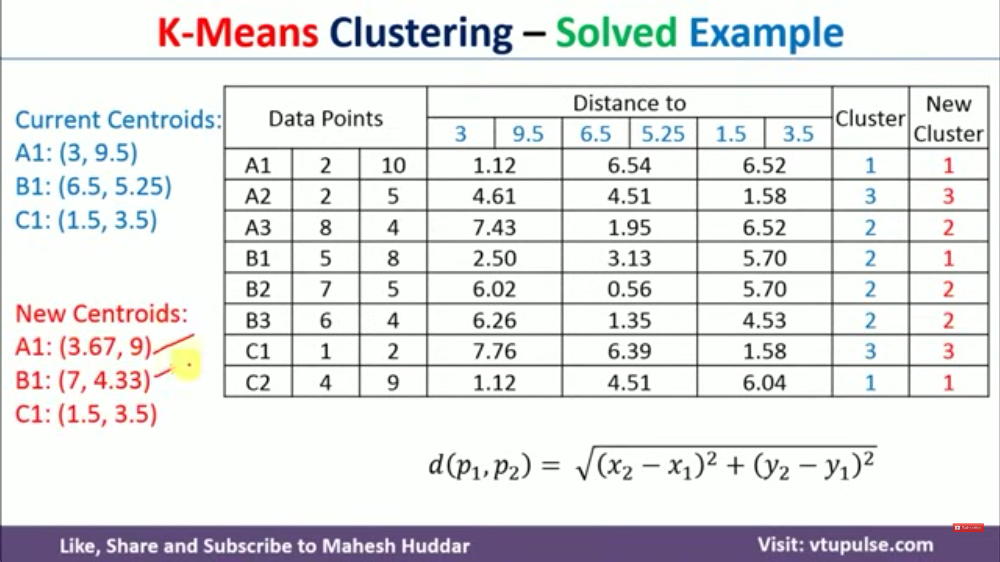 K-Means Clustering – Solved Example
Current Centroids:
A1: (3, 9.5)
B1: (6.5, 5.25)
C1: (1.5, 3.5)
New Centroids:
A1: (3.67, 9)
B1: (7, 4.33)
C1: (1.5, 3.5)
Data Points Distance to Cluster New Cluster
3 9.5 6.5 5.25 1.5 3.5
A1 2 10 1.12 6.54 6.52 1 1
A2 2 5 4.61 4.51 1.58 3 3
A3 8 4 7.43 1.95 6.52 2 2
B1 5 8 2.50 3.13 5.70 2 1
B2 7 5 6.02 0.56 5.70 2 2
B3 6 4 6.26 1.35 4.53 2 2
C1 1 2 7.76 6.39 1.58 3 3
C2 4 9 1.12 4.51 6.04 1 1
d(p₁, p₂) = √(x₂ − x₁)² + (y₂ − y₁)²
Subscribe
Like, Share and Subscribe to Mahesh Huddar
Visit: vtupulse.com